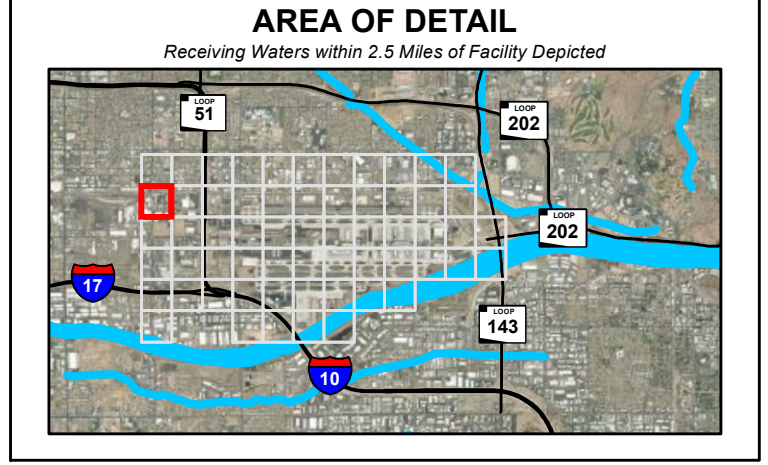 AREA OF DETAIL
Receiving Waters within 2.5 Miles of Facility Depicted
LOOP
51
LOOP
202
LOOP
202
17
LOOP
143
10